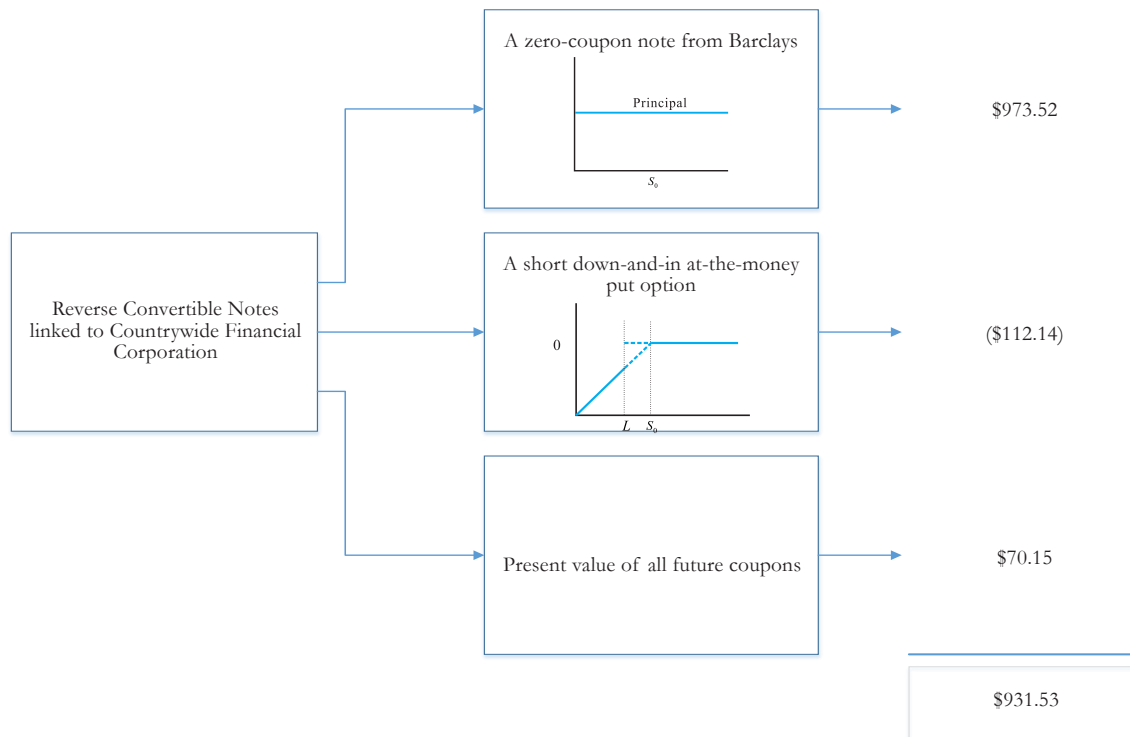 A zero-coupon note from Barclays
Principal
S₀
$973.52
Reverse Convertible Notes
linked to Countrywide Financial
Corporation
A short down-and-in at-the-money
put option
0
L S₀
($112.14)
Present value of all future coupons
$70.15
$931.53